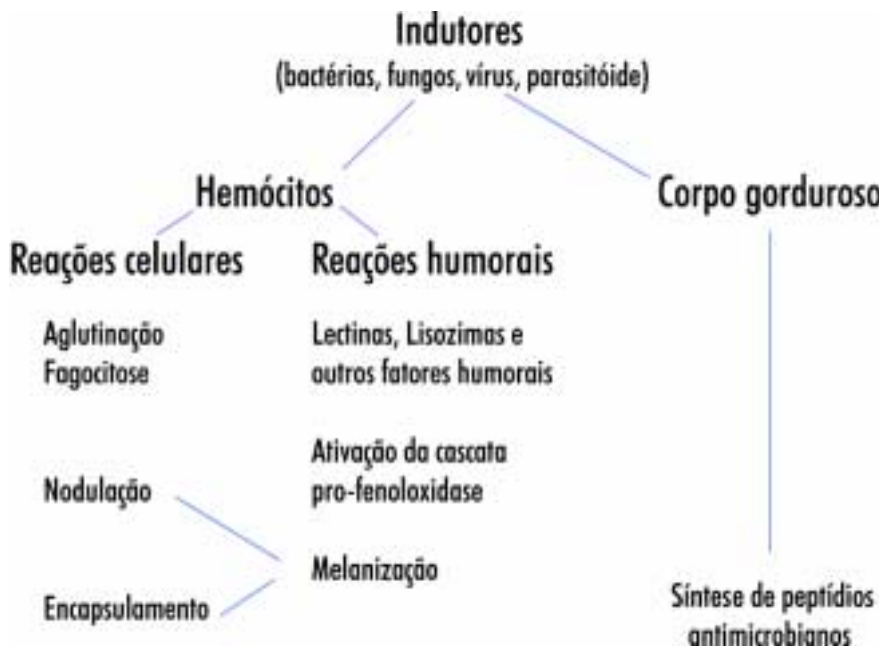 Indutores
(bactérias, fungos, vírus, parasitóide)
Hemócitos
Corpo gorduroso
Reações celulares
Reações humorais
Aglutinação
Fagocitose
Lectinas, Lisozimas e
outros fatores humorais
Ativação da cascata
pro-fenoloxidase
Nodulação
Melanização
Encapsulamento
Síntese de peptídios
antimicrobianos